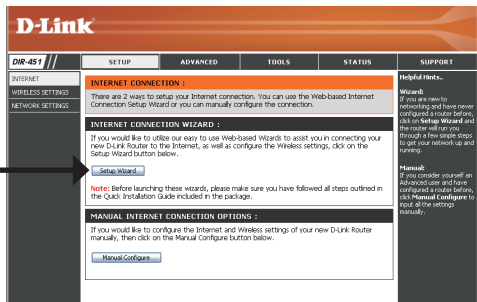 D-Link
DIR-451
SETUP
ADVANCED
TOOLS
STATUS
SUPPORT
INTERNET
WIRELESS SETTINGS
NETWORK SETTINGS
INTERNET CONNECTION :
There are 2 ways to setup your Internet connection. You can use the Web-based Internet
Connection Setup Wizard or you can manually configure the connection.
INTERNET CONNECTION WIZARD :
If you would like to utilize our easy to use Web-based Wizards to assist you in connecting your
new D-Link Router to the Internet, as well as configure the Wireless settings, click on the
Setup Wizard button below.
Setup Wizard
Note: Before launching these wizards, please make sure you have followed all steps outlined in
the Quick Installation Guide included in the package.
MANUAL INTERNET CONNECTION OPTIONS :
If you would like to configure the Internet and Wireless settings of your new D-Link Router
manually, then click on the Manual Configure button below.
Manual Configure
Helpful Hints..
Wizard:
If you are new to
networking and have never
configured a router before,
click on Setup Wizard and
the router will run you
through a few simple steps
to get your network up and
running.
Manual:
If you consider yourself an
Advanced user and have
configured a router before,
click Manual Configure to
input all the settings
manually.